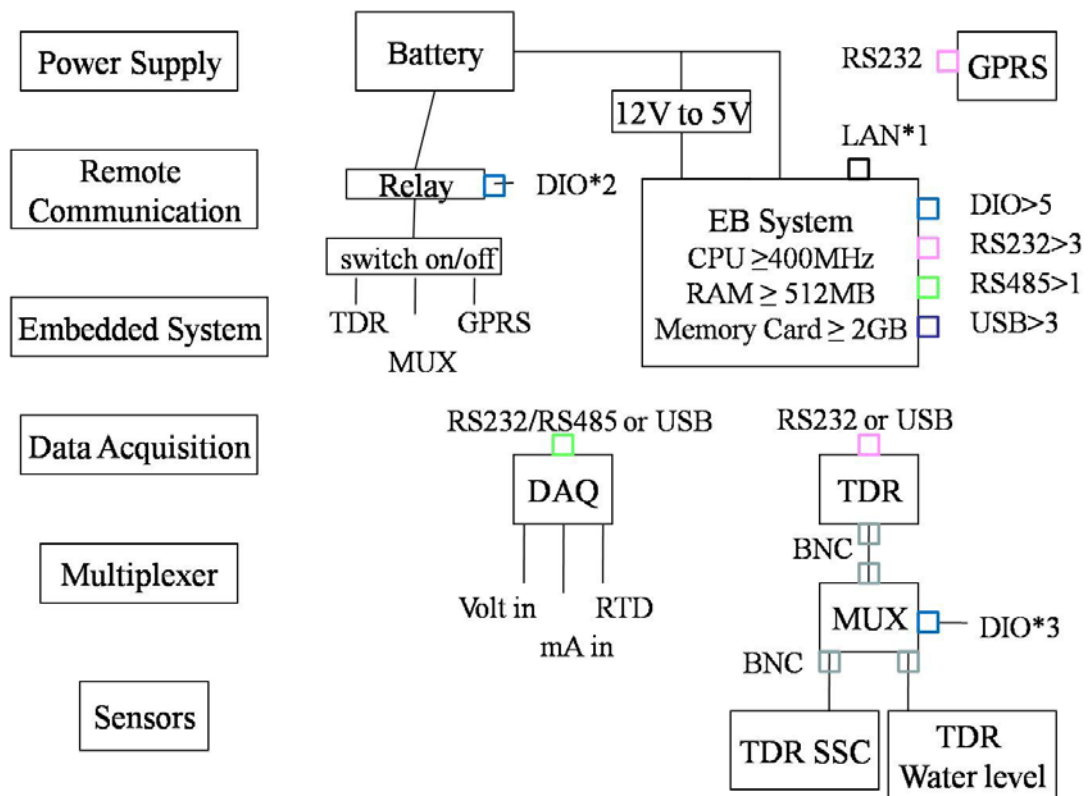 Power Supply
Remote
Communication
Embedded System
Data Acquisition
Multiplexer
Sensors
Battery
12V to 5V
RS232
GPRS
LAN*1
Relay
DIO*2
switch on/off
TDR
MUX
GPRS
EB System
CPU ≥400MHz
RAM ≥ 512MB
Memory Card ≥ 2GB
DIO>5
RS232>3
RS485>1
USB>3
RS232/RS485 or USB
DAQ
Volt in
mA in
RTD
RS232 or USB
TDR
BNC
MUX
DIO*3
BNC
TDR SSC
TDR
Water level